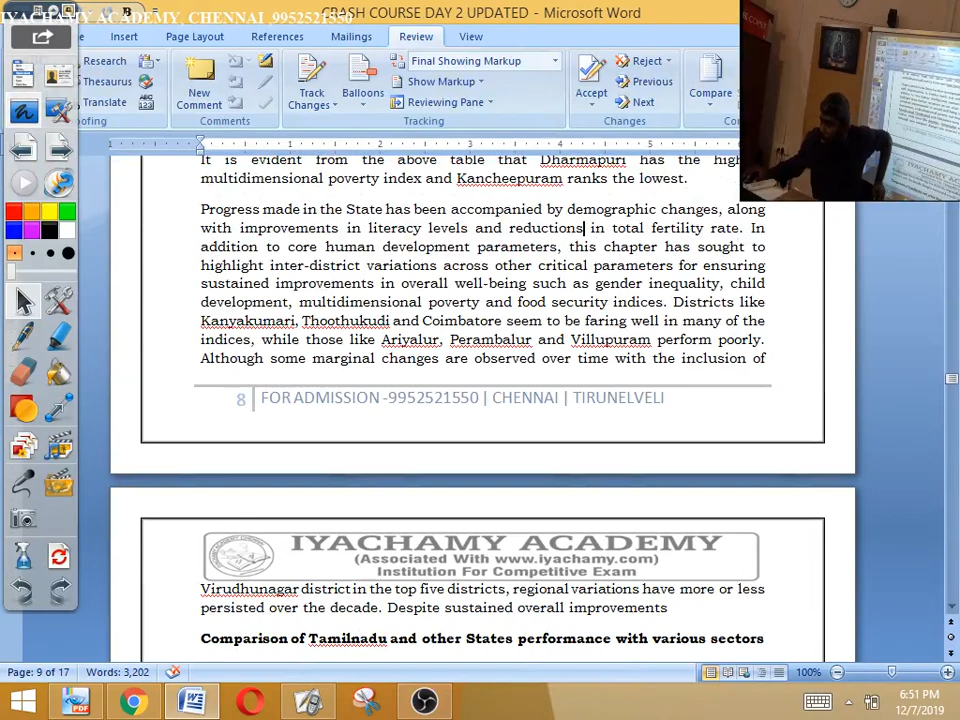 IYACHAMY ACADEMY, CHENNAI ,9952521550
CRASH COURSE DAY 2 UPDATED - Microsoft Word
Insert
Page Layout
References
Mailings
Review
View
Research
Thesaurus
Translate
ofing
New
Comment
Comments
Track
Changes
Balloons
Final Showing Markup
Show Markup
Reviewing Pane
Tracking
Accept
Reject
Previous
Next
Changes
Compare
Co
It is evident from the above table that Dharmapuri has the high
multidimensional poverty index and Kancheepuram ranks the lowest.
Progress made in the State has been accompanied by demographic changes, along
with improvements in literacy levels and reductions in total fertility rate. In
addition to core human development parameters, this chapter has sought to
highlight inter-district variations across other critical parameters for ensuring
sustained improvements in overall well-being such as gender inequality, child
development, multidimensional poverty and food security indices. Districts like
Kanyakumari, Thoothukudi and Coimbatore seem to be faring well in many of the
indices, while those like Ariyalur, Perambalur and Villupuram perform poorly.
Although some marginal changes are observed over time with the inclusion of
8 FOR ADMISSION -9952521550 | CHENNAI | TIRUNELVELI
IYACHAMY ACADEMY
(Associated With www.iyachamy.com)
Institution For Competitive Exam
Virudhunagar district in the top five districts, regional variations have more or less
persisted over the decade. Despite sustained overall improvements
Comparison of Tamilnadu and other States performance with various sectors
Page: 9 of 17
Words: 3,202
100%
6:51 PM
12/7/2019